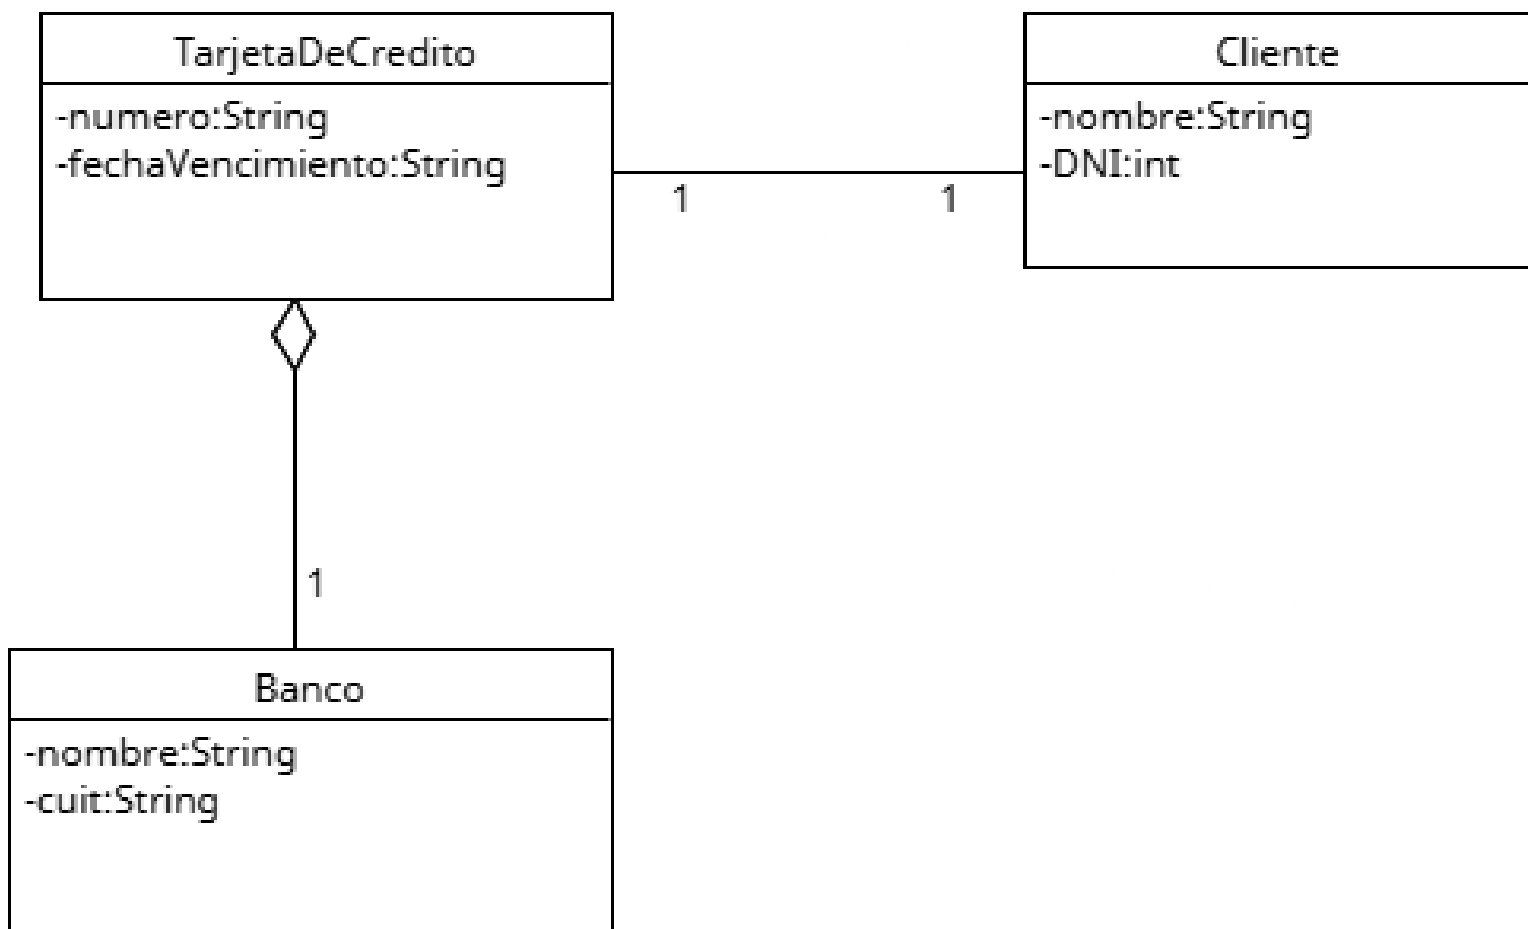 TarjetaDeCredito
-numero:String
-fechaVencimiento:String
Cliente
-nombre:String
-DNI:int
1
1
1
Banco
-nombre:String
-cuit:String